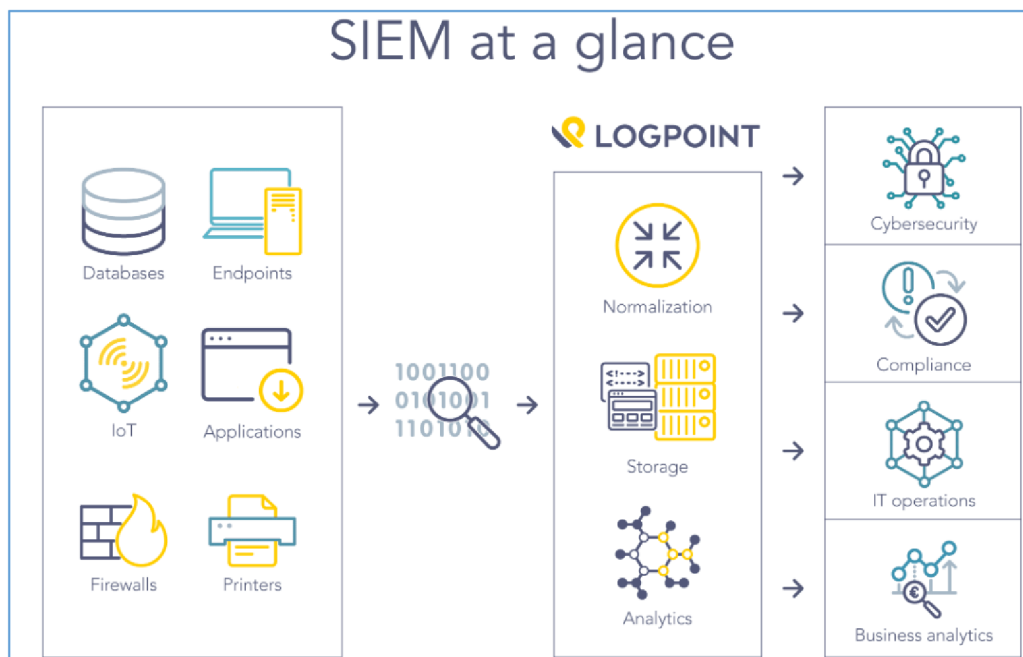 SIEM at a glance
Databases
Endpoints
IoT
Applications
Firewalls
Printers
1001100
0101001
1101010
LOGPOINT
Normalization
<!---->
<---->
Storage
Analytics
Cybersecurity
!
Compliance
IT operations
€
Business analytics